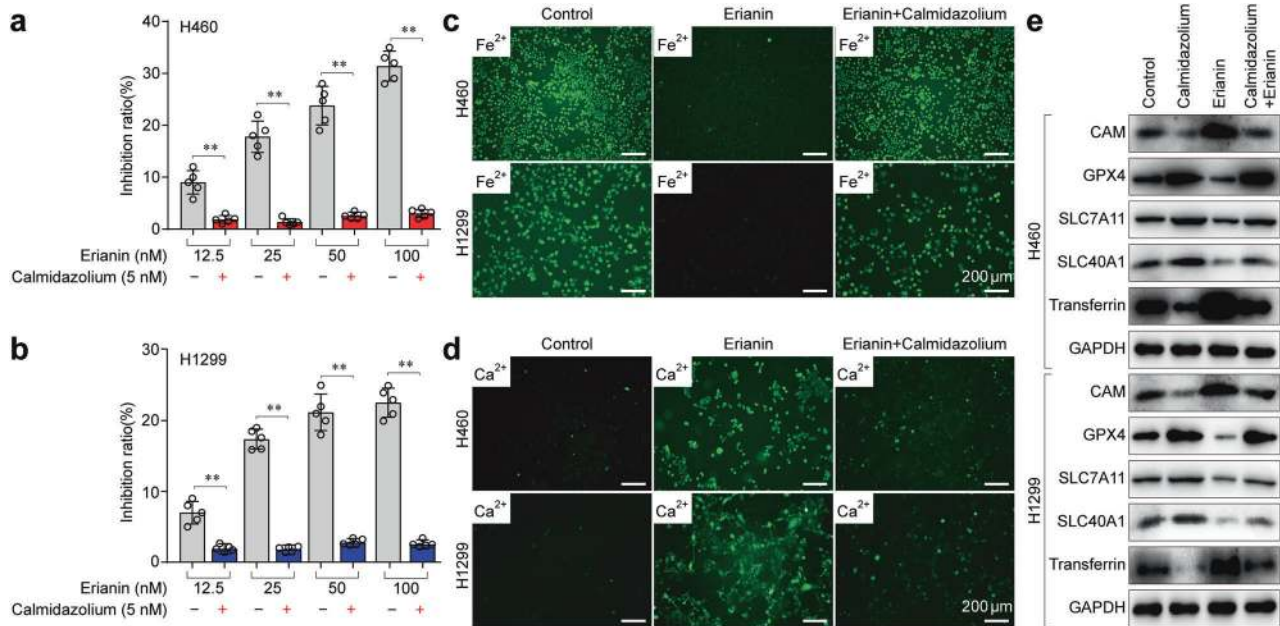 a
H460
Inhibition ratio(%)
40
30
20
10
0
** ** ** **
Erianin (nM) 12.5 25 50 100
Calmidazolium (5 nM) − + − + − + − +
b
H1299
Inhibition ratio(%)
30
20
10
0
** ** ** **
Erianin (nM) 12.5 25 50 100
Calmidazolium (5 nM) − + − + − + − +
c
Control Erianin Erianin+Calmidazolium
H460
Fe2+ Fe2+ Fe2+
H1299
Fe2+ Fe2+ Fe2+
200 µm
d
Control Erianin Erianin+Calmidazolium
H460
Ca2+ Ca2+ Ca2+
H1299
Ca2+ Ca2+ Ca2+
200 µm
e
Control
Calmidazolium
Erianin
Calmidazolium
+Erianin
H460
CAM
GPX4
SLC7A11
SLC40A1
Transferrin
GAPDH
H1299
CAM
GPX4
SLC7A11
SLC40A1
Transferrin
GAPDH